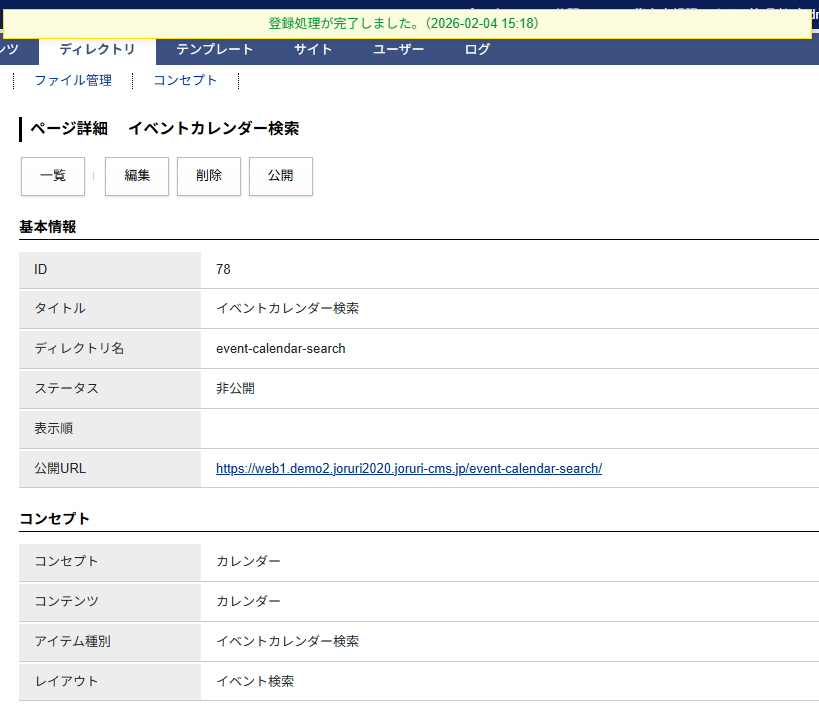 登録処理が完了しました。（2026-02-04 15:18）
ンツ ディレクトリ テンプレート サイト ユーザー ログ
ファイル管理 コンセプト
ページ詳細 イベントカレンダー検索
一覧 編集 削除 公開
基本情報
ID 78
タイトル イベントカレンダー検索
ディレクトリ名 event-calendar-search
ステータス 非公開
表示順
公開URL https://web1.demo2.joruri2020.joruri-cms.jp/event-calendar-search/
コンセプト
コンセプト カレンダー
コンテンツ カレンダー
アイテム種別 イベントカレンダー検索
レイアウト イベント検索